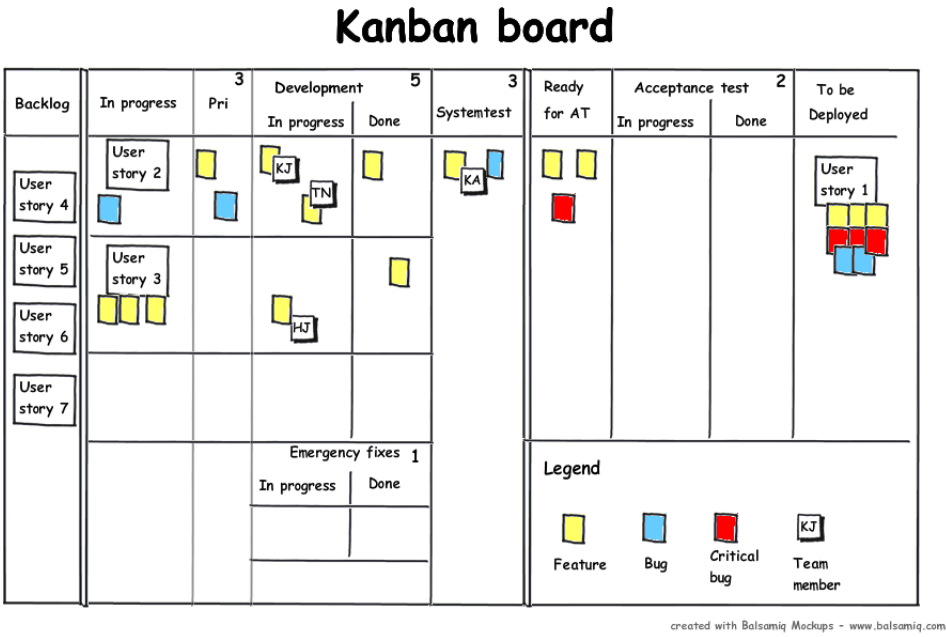 Kanban board
Backlog
In progress
3
Pri
Development 5
In progress
Done
3
Systemtest
Ready
for AT
Acceptance test 2
In progress
Done
To be
Deployed
User
story 4
User
story 5
User
story 6
User
story 7
User
story 2
User
story 3
KJ
TN
HJ
KA
User
story 1
Emergency fixes 1
In progress
Done
Legend
Feature
Bug
Critical
bug
KJ
Team
member
created with Balsamiq Mockups - www.balsamiq.com